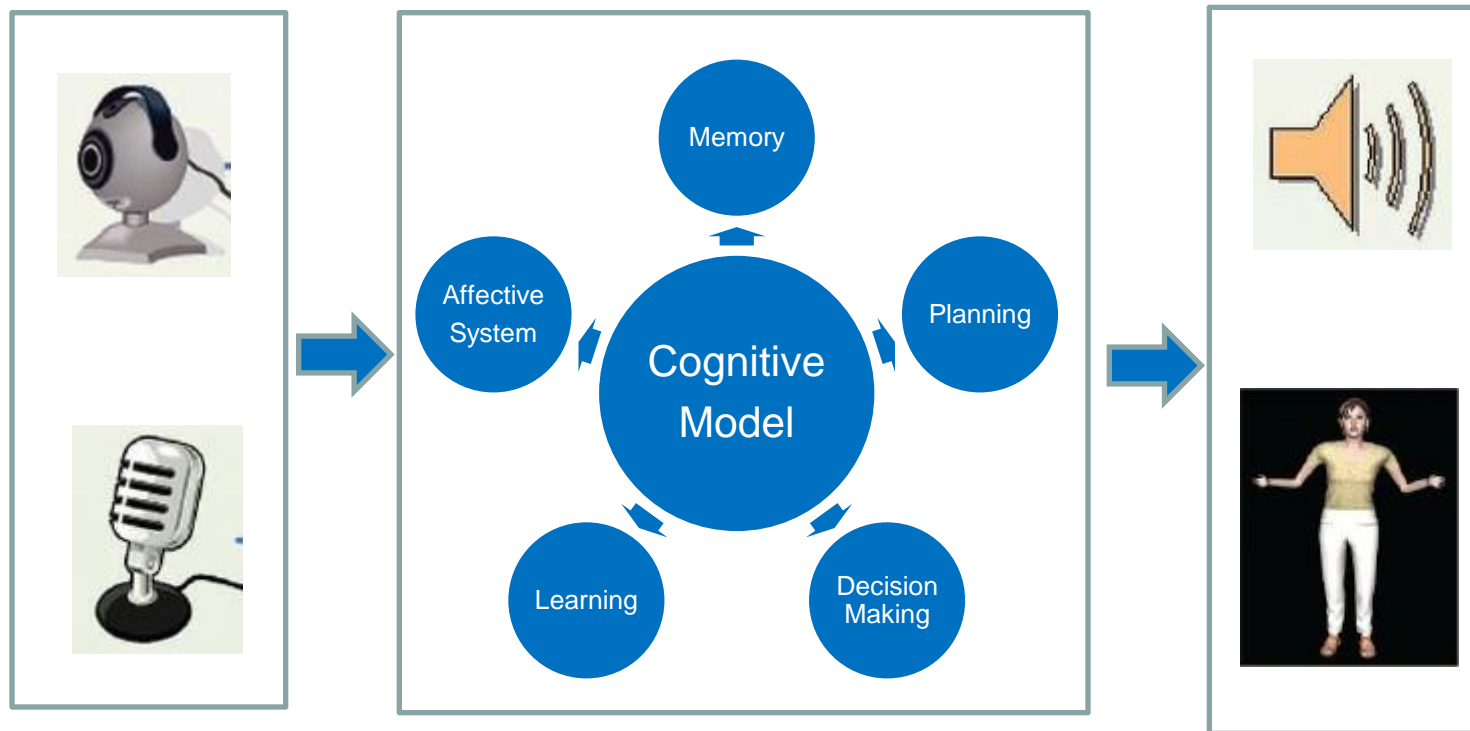 Memory
Affective
System
Planning
Cognitive
Model
Learning
Decision
Making